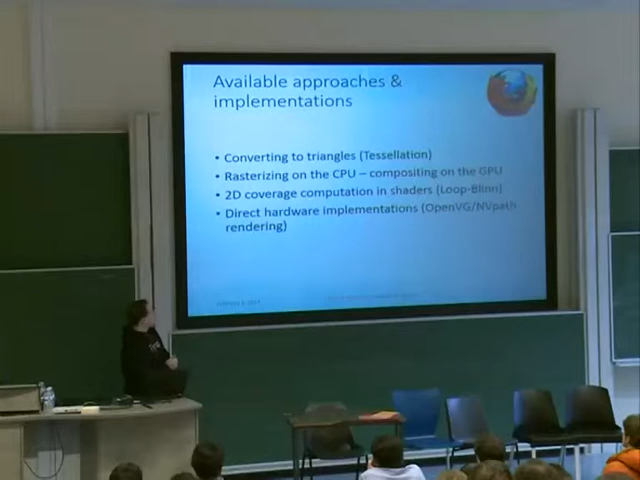 Available approaches &
implementations
• Converting to triangles (Tessellation)
• Rasterizing on the CPU – compositing on the GPU
• 2D coverage computation in shaders (Loop-Blinn)
• Direct hardware implementations (OpenVG/NVpath
rendering)